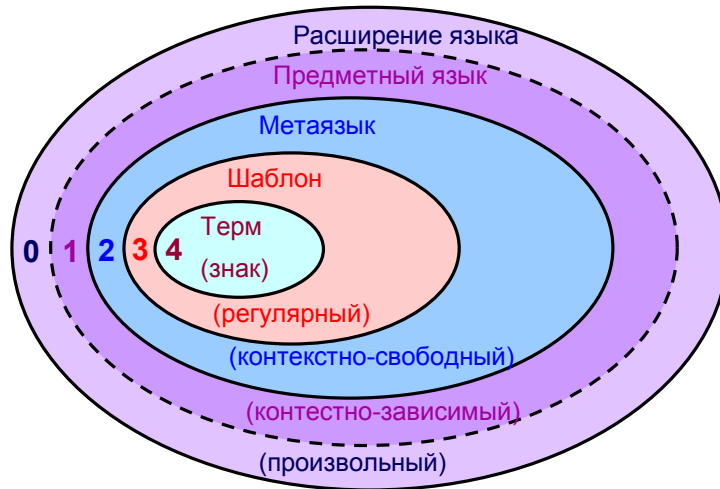 Расширение языка
Предметный язык
Метаязык
Шаблон
Терм
0 1 2 3 4
(знак)
(регулярный)
(контекстно-свободный)
(контестно-зависимый)
(произвольный)